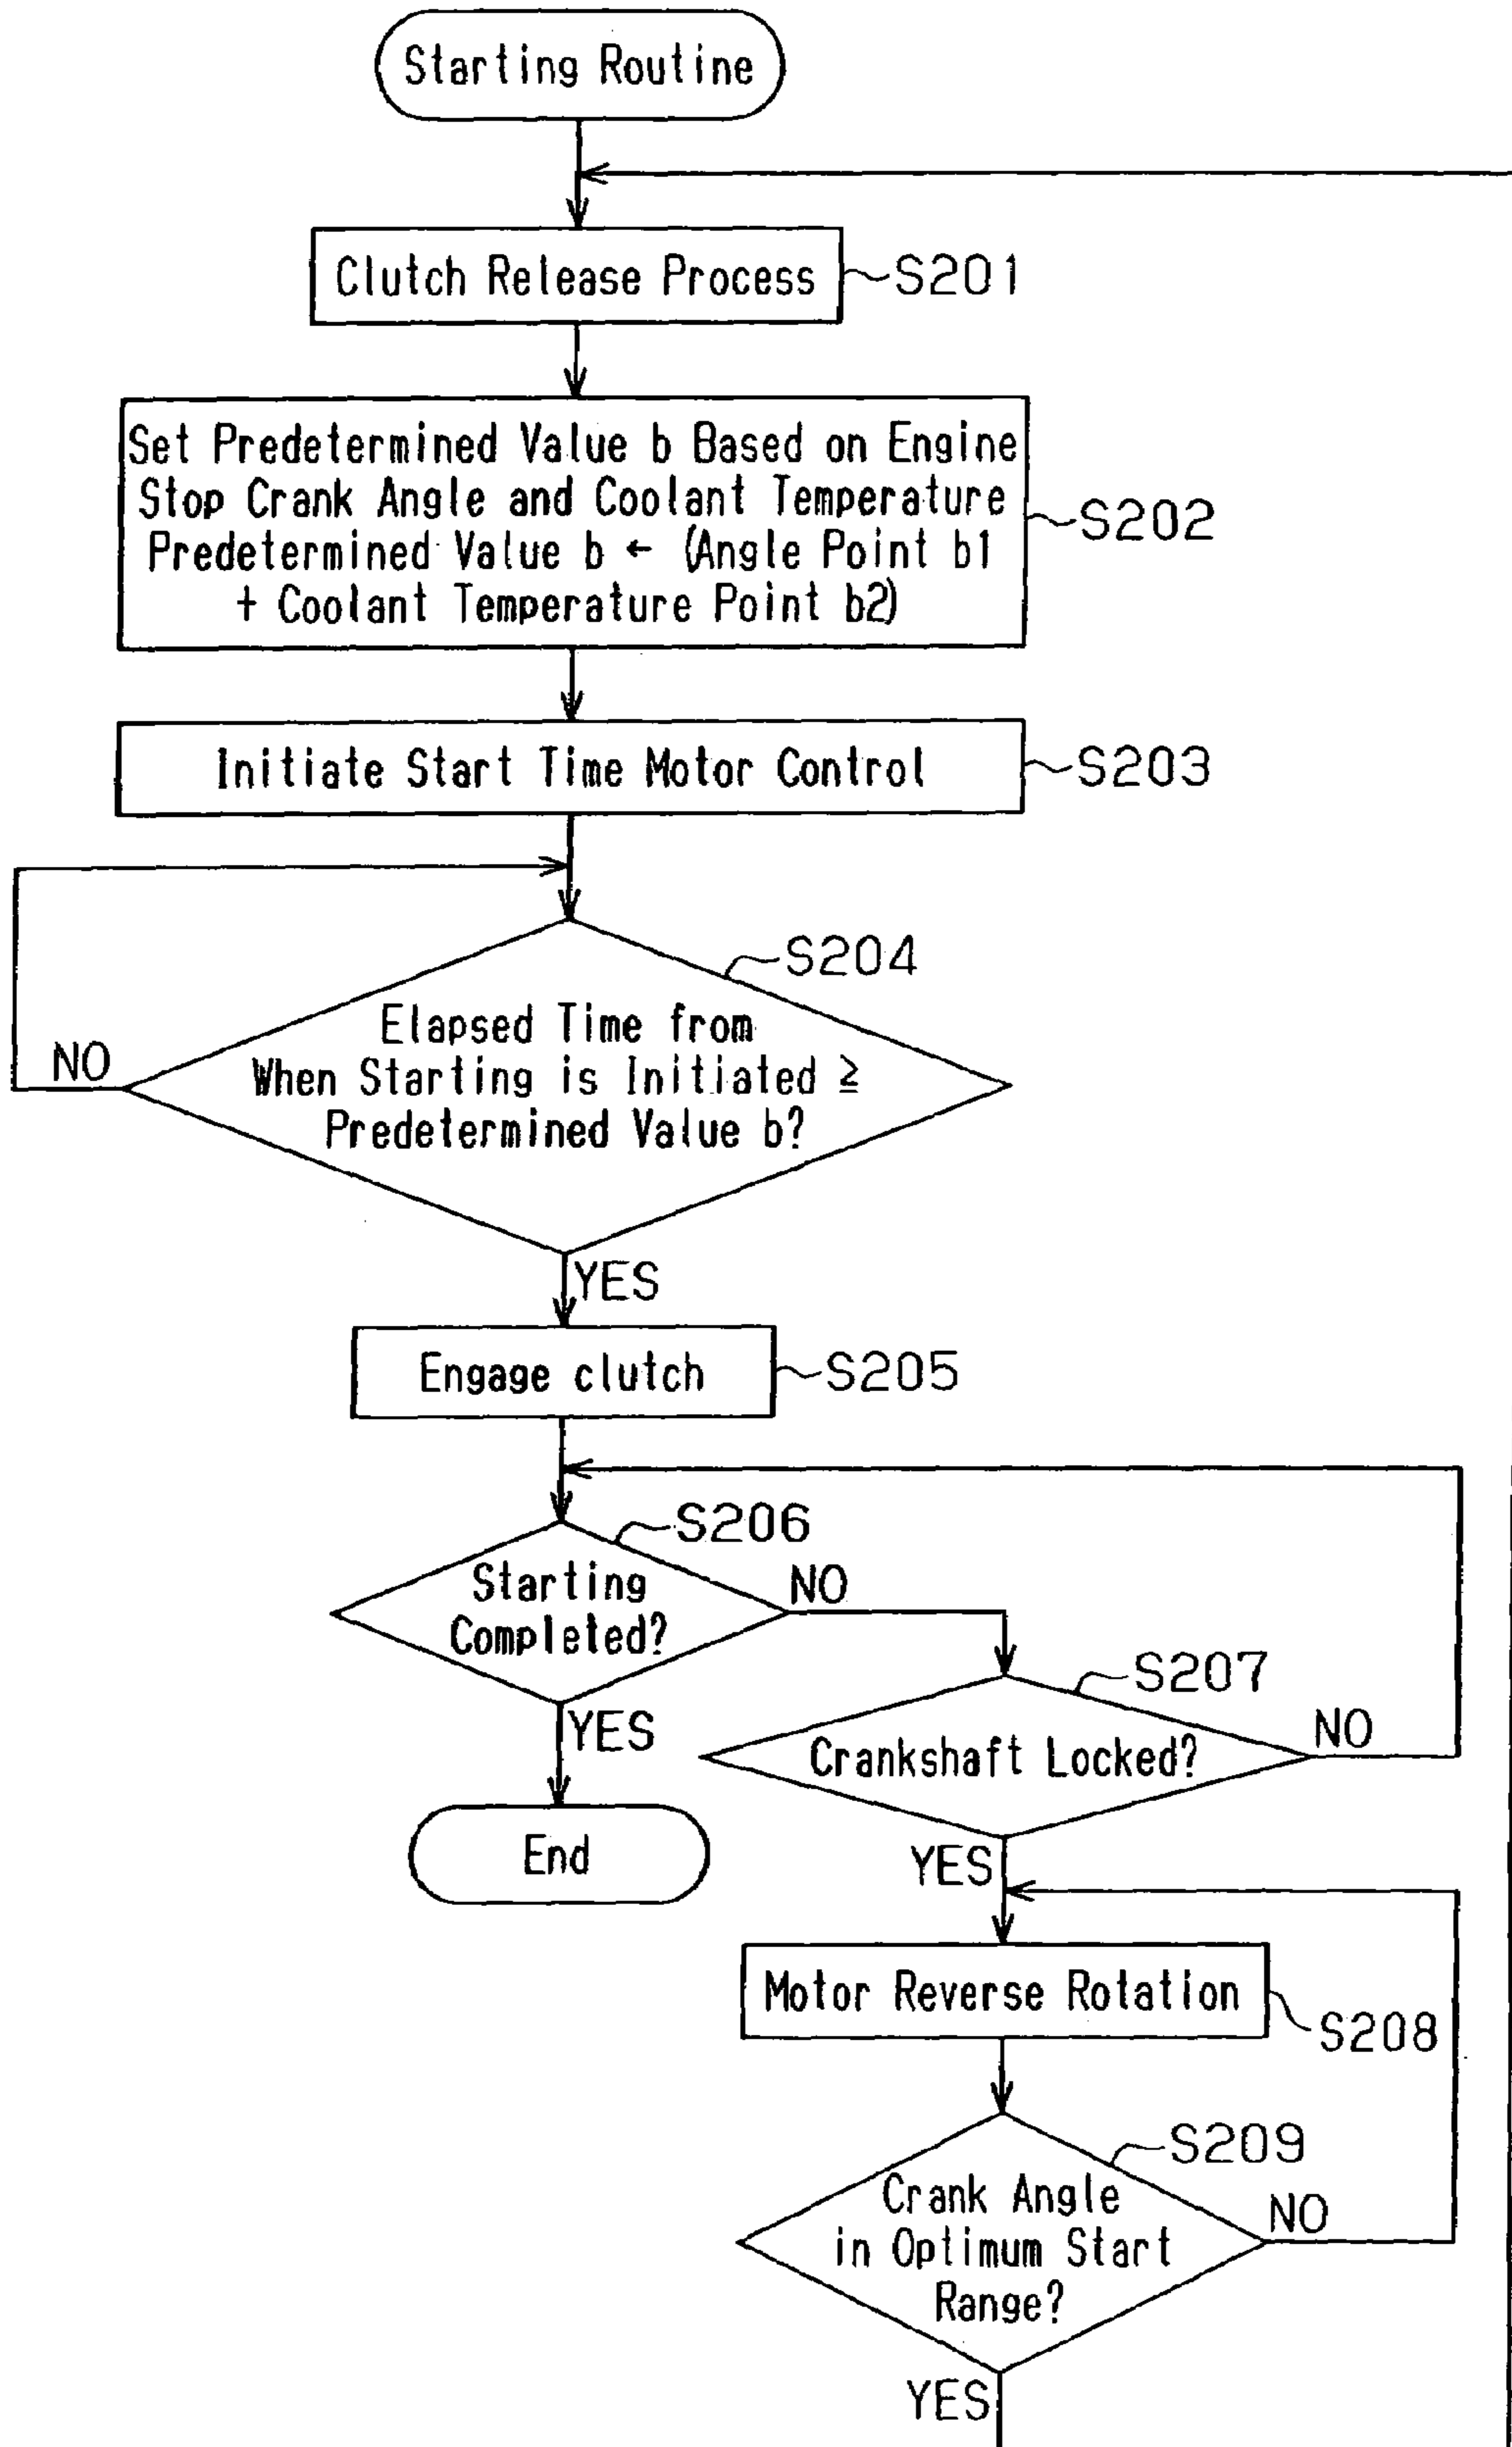 Starting Routine
Clutch Release Process
S201
Set Predetermined Value b Based on Engine
Stop Crank Angle and Coolant Temperature
Predetermined Value b ← (Angle Point b1
+ Coolant Temperature Point b2)
S202
Initiate Start Time Motor Control
S203
S204
Elapsed Time from
When Starting is Initiated ≧
Predetermined Value b?
NO
YES
Engage clutch
S205
S206
Starting
Completed?
NO
YES
End
S207
Crankshaft Locked?
NO
YES
Motor Reverse Rotation
S208
S209
Crank Angle
in Optimum Start
Range?
NO
YES